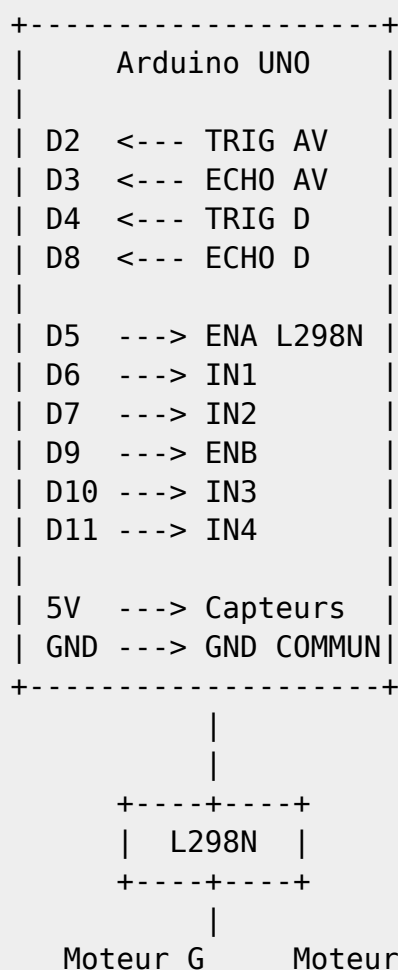 +--------------------+
|      Arduino UNO    |
|                     |
| D2  <--- TRIG AV   |
| D3  <--- ECHO AV   |
| D4  <--- TRIG D    |
| D8  <--- ECHO D    |
|                     |
| D5  ---> ENA L298N |
| D6  ---> IN1       |
| D7  ---> IN2       |
| D9  ---> ENB       |
| D10 ---> IN3       |
| D11 ---> IN4       |
|                     |
| 5V  ---> Capteurs  |
| GND ---> GND COMMUN|
+--------------------+
           |
           |
      +----+----+
      |  L298N  |
      +----+----+
           |
   Moteur G     Moteur